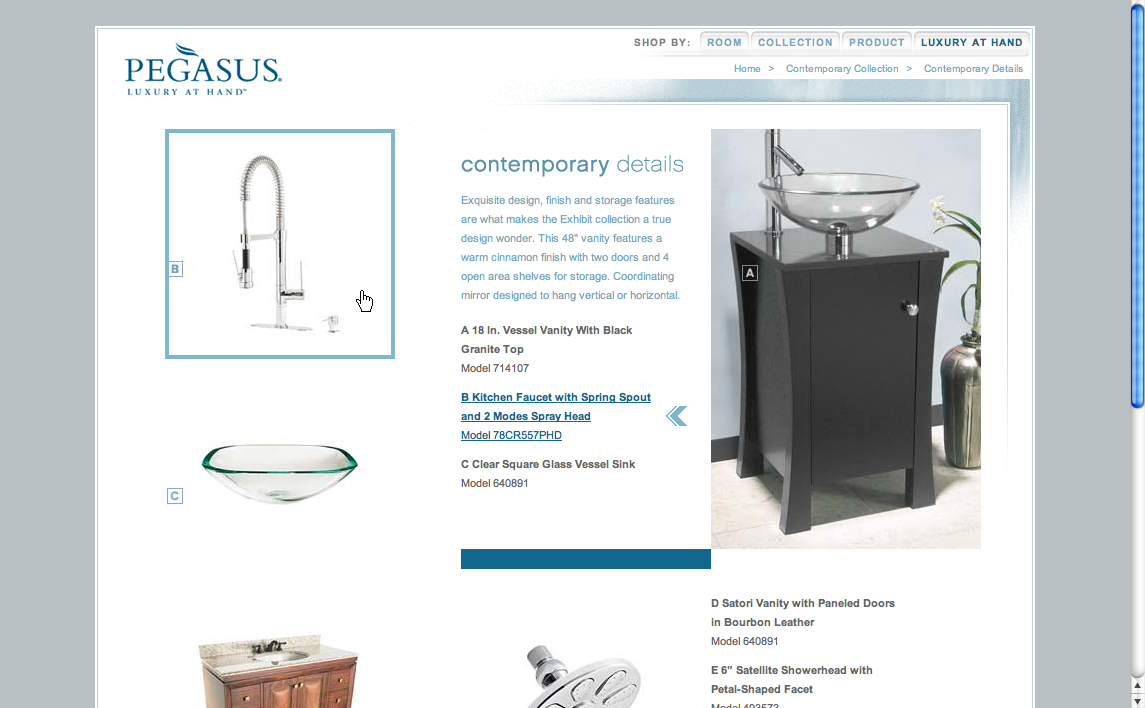 SHOP BY: ROOM COLLECTION PRODUCT LUXURY AT HAND
PEGASUS®
LUXURY AT HAND™
Home > Contemporary Collection > Contemporary Details
contemporary details
Exquisite design, finish and storage features
are what makes the Exhibit collection a true
design wonder. This 48" vanity features a
warm cinnamon finish with two doors and 4
open area shelves for storage. Coordinating
mirror designed to hang vertical or horizontal.
A 18 In. Vessel Vanity With Black
Granite Top
Model 714107
B Kitchen Faucet with Spring Spout
and 2 Modes Spray Head
Model 78CR557PHD
C Clear Square Glass Vessel Sink
Model 640891
B
A
C
D Satori Vanity with Paneled Doors
in Bourbon Leather
Model 640891
E 6" Satellite Showerhead with
Petal-Shaped Facet
Model 493573